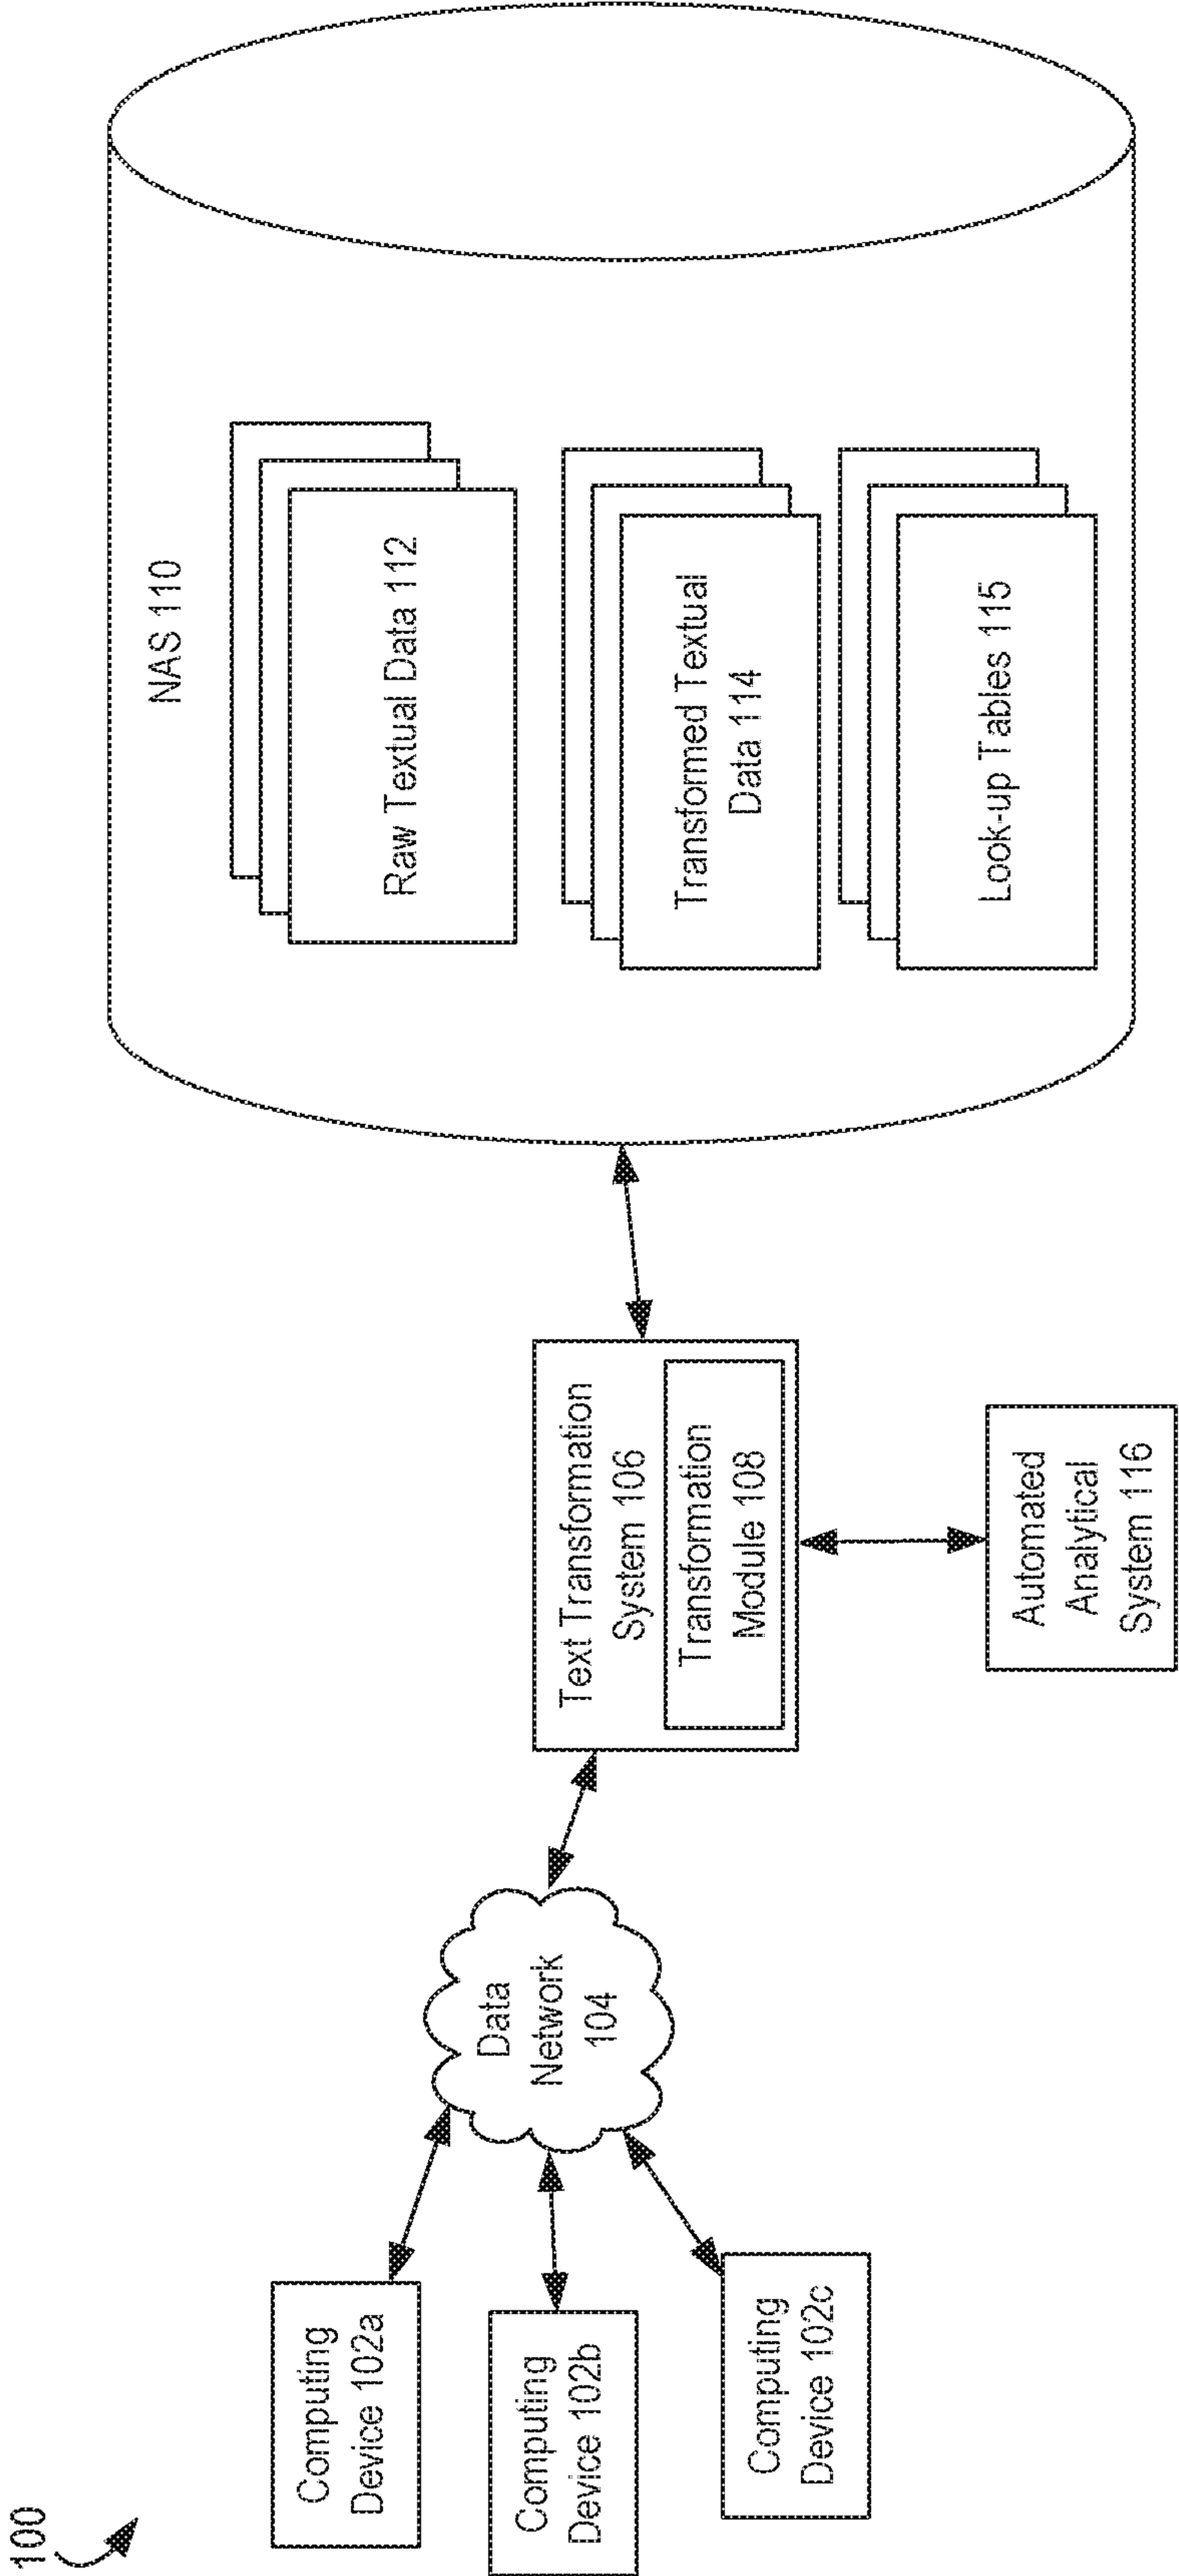 100
Computing
Device 102a
Computing
Device 102b
Computing
Device 102c
Data
Network
104
Text Transformation
System 106
Transformation
Module 108
Automated
Analytical
System 116
NAS 110
Raw Textual Data 112
Transformed Textual
Data 114
Look-up Tables 115